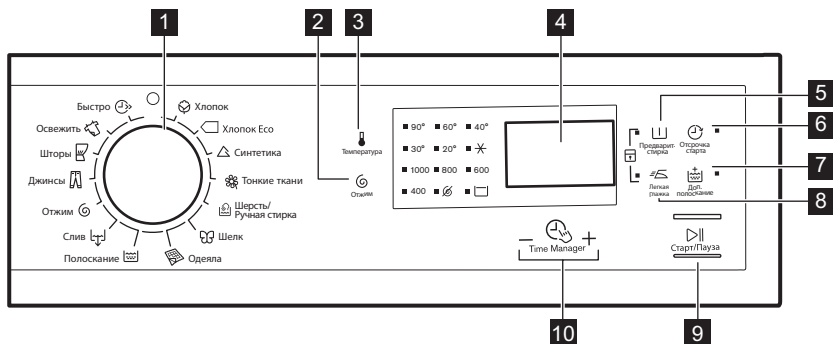 1
2
3
4
5
6
7
8
9
10
Быстро
Освежить
Шторы
Джинсы
Отжим
Слив
Полоскание
Хлопок
Хлопок Eco
Синтетика
Тонкие ткани
Шерсть/
Ручная стирка
Шелк
Одеяла
Температура
Отжим
90° 60° 40°
30° 20°
1000 800 600
400
Time Manager
Предварит.
стирка
Отсрочка
старта
Легкая
глажка
Доп.
полоскание
Старт/Пауза